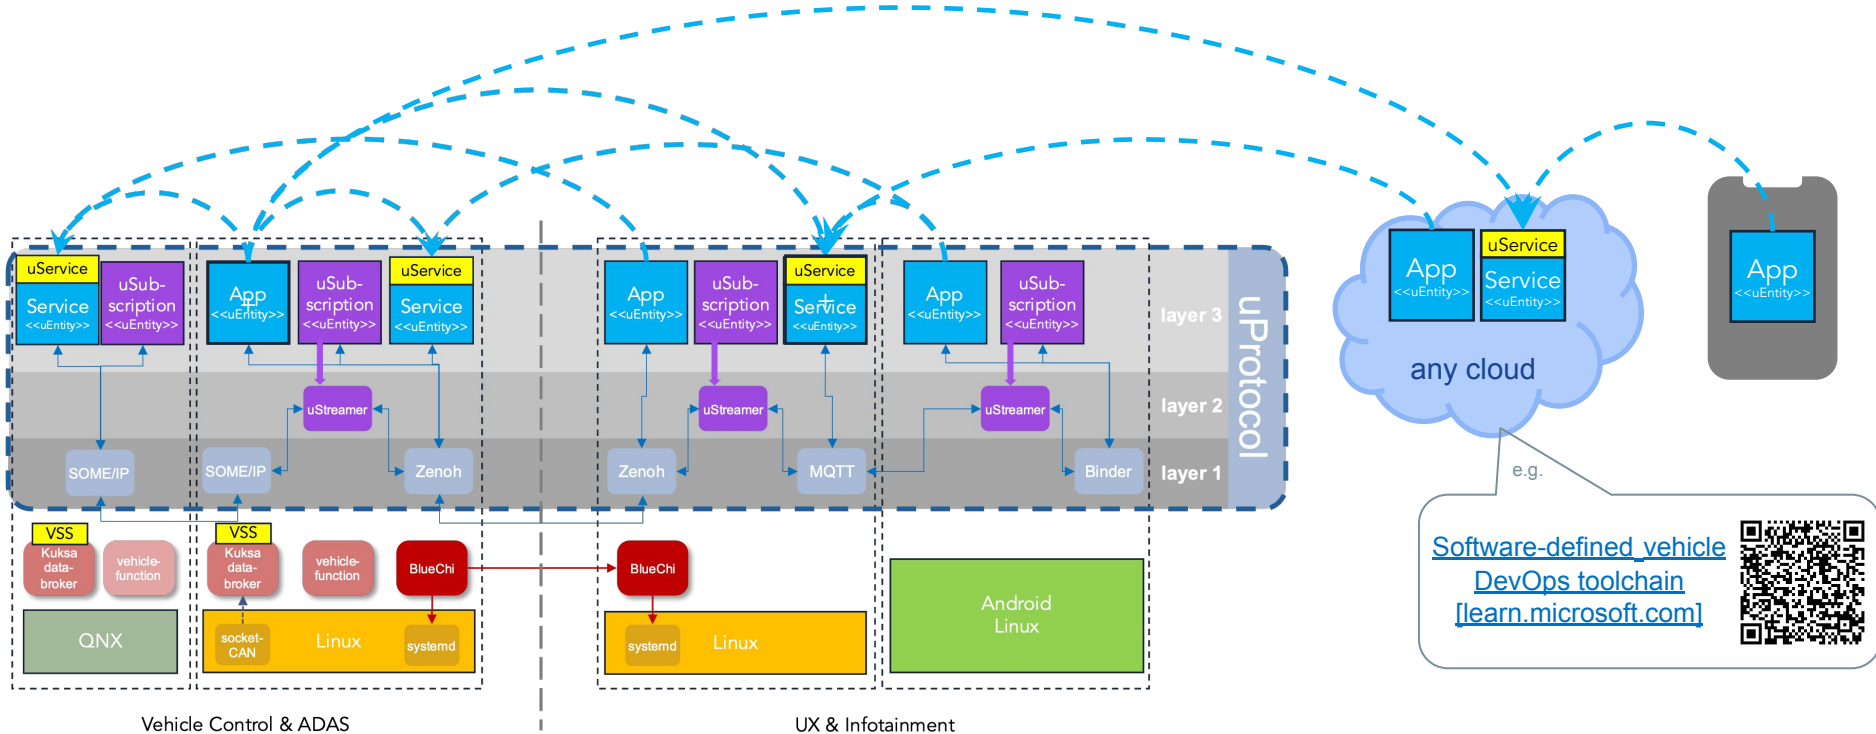 uService
Service
<<uEntity>>
uSub-
scription
<<uEntity>>
App
+
<<uEntity>>
uSub-
scription
<<uEntity>>
uService
Service
<<uEntity>>
App
<<uEntity>>
uSub-
scription
<<uEntity>>
uService
+
Service
<<uEntity>>
App
<<uEntity>>
uSub-
scription
<<uEntity>>
layer 3
uStreamer
uStreamer
uStreamer
layer 2
SOME/IP
SOME/IP
Zenoh
Zenoh
MQTT
Binder
layer 1
uProtocol
VSS
Kuksa
data-
broker
vehicle-
function
VSS
Kuksa
data-
broker
vehicle-
function
BlueChi
BlueChi
QNX
socket-
CAN
Linux
systemd
systemd
Linux
Android
Linux
Vehicle Control & ADAS
UX & Infotainment
App
<<uEntity>>
uService
Service
<<uEntity>>
any cloud
App
<<uEntity>>
e.g.
Software-defined vehicle
DevOps toolchain
[learn.microsoft.com]